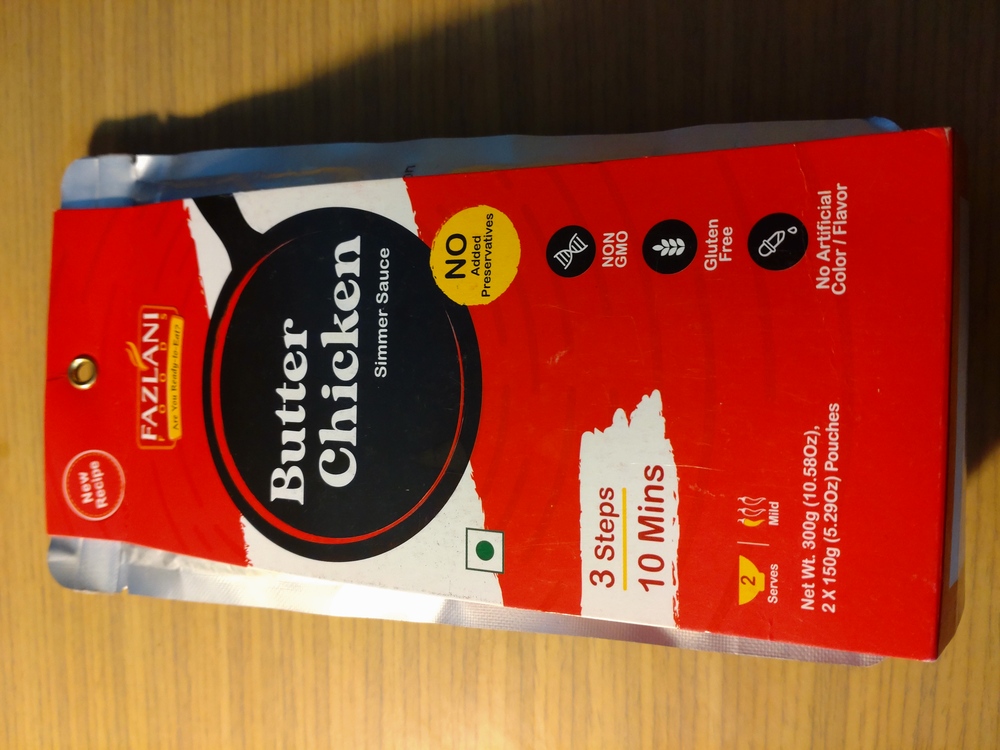 New
Recipe
FAZLANI
FOODS
Are You Ready-to-Eat?
Butter
Chicken
Simmer Sauce
NO
Added
Preservatives
NON
GMO
Gluten
Free
No Artificial
Color / Flavor
3 Steps
10 Mins
2
Serves
Mild
Net Wt. 300g (10.58Oz),
2 X 150g (5.29Oz) Pouches